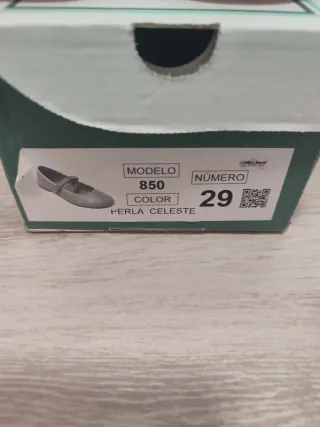 MODELO
850
COLOR
PERLA CELESTE
NÚMERO
29